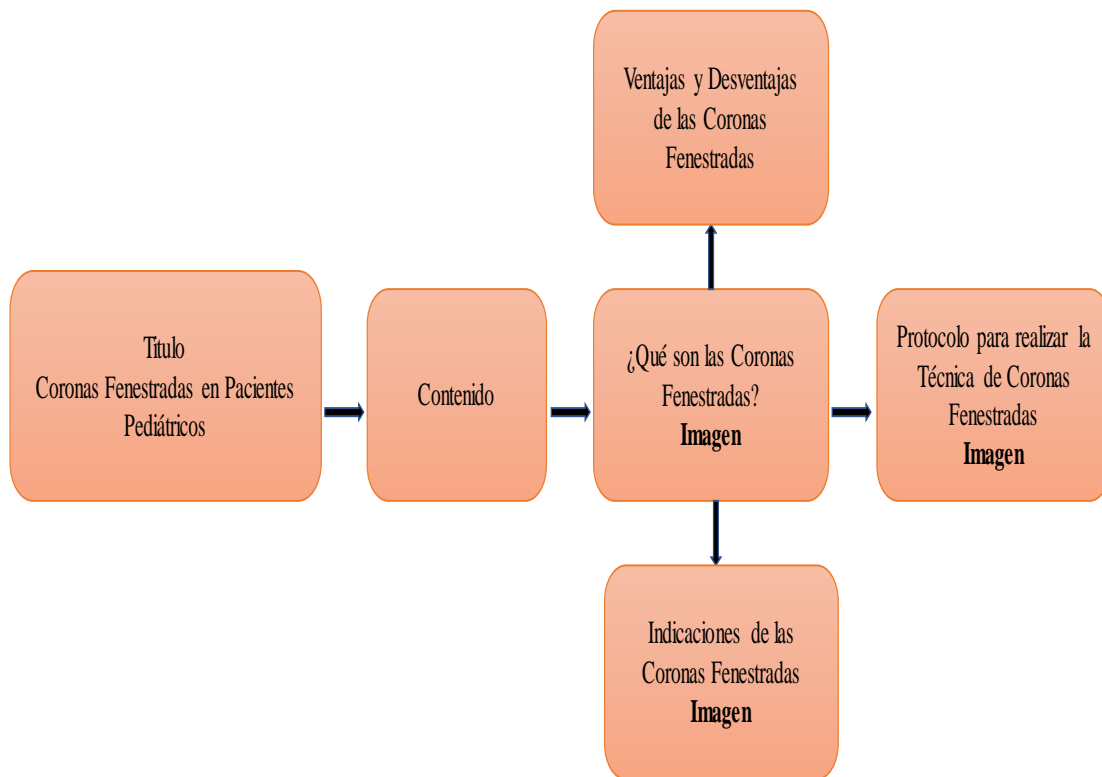 Ventajas y Desventajas
de las Coronas
Fenestradas
Titulo
Coronas Fenestradas en Pacientes
Pediátricos
Contenido
¿Qué son las Coronas
Fenestradas?
Imagen
Protocolo para realizar la
Técnica de Coronas
Fenestradas
Imagen
Indicaciones de las
Coronas Fenestradas
Imagen